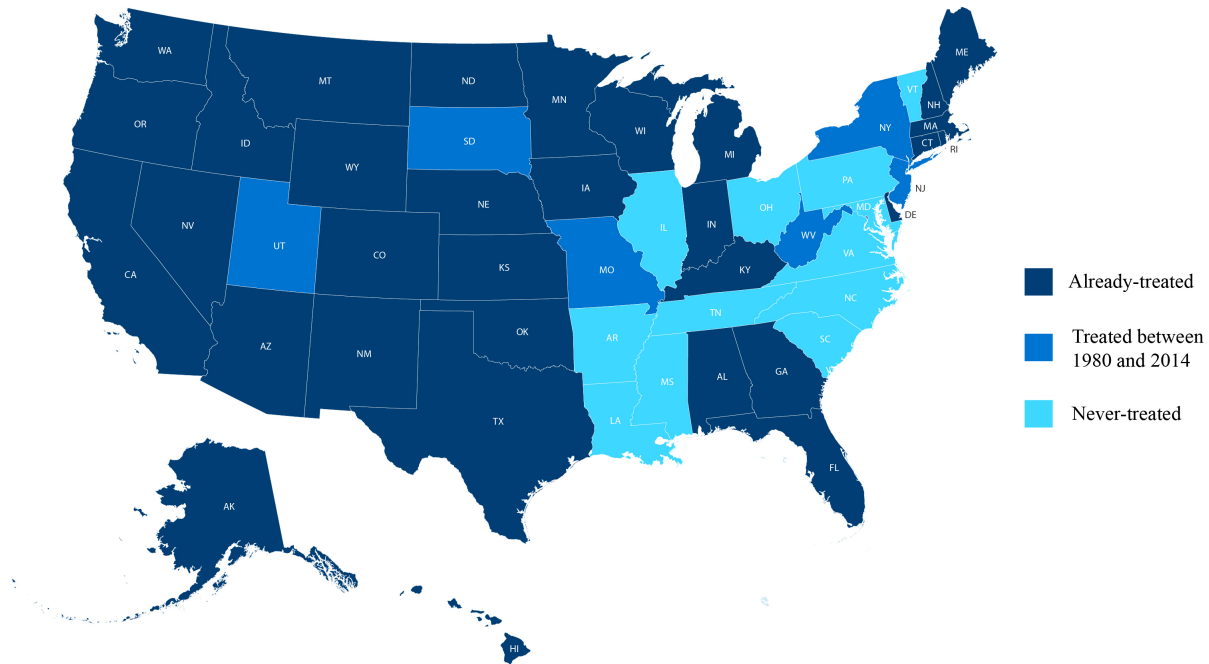 WA
MT
ND
MN
ME
VT
NH
OR
ID
SD
WI
NY
MA
WY
MI
CT
RI
IA
PA
NE
NJ
NV
OH
MD
IL
IN
DE
UT
CO
WV
CA
VA
KS
MO
KY
Already-treated
NC
TN
OK
AR
SC
AZ
NM
Treated between
1980 and 2014
MS
AL
GA
TX
LA
Never-treated
FL
AK
HI